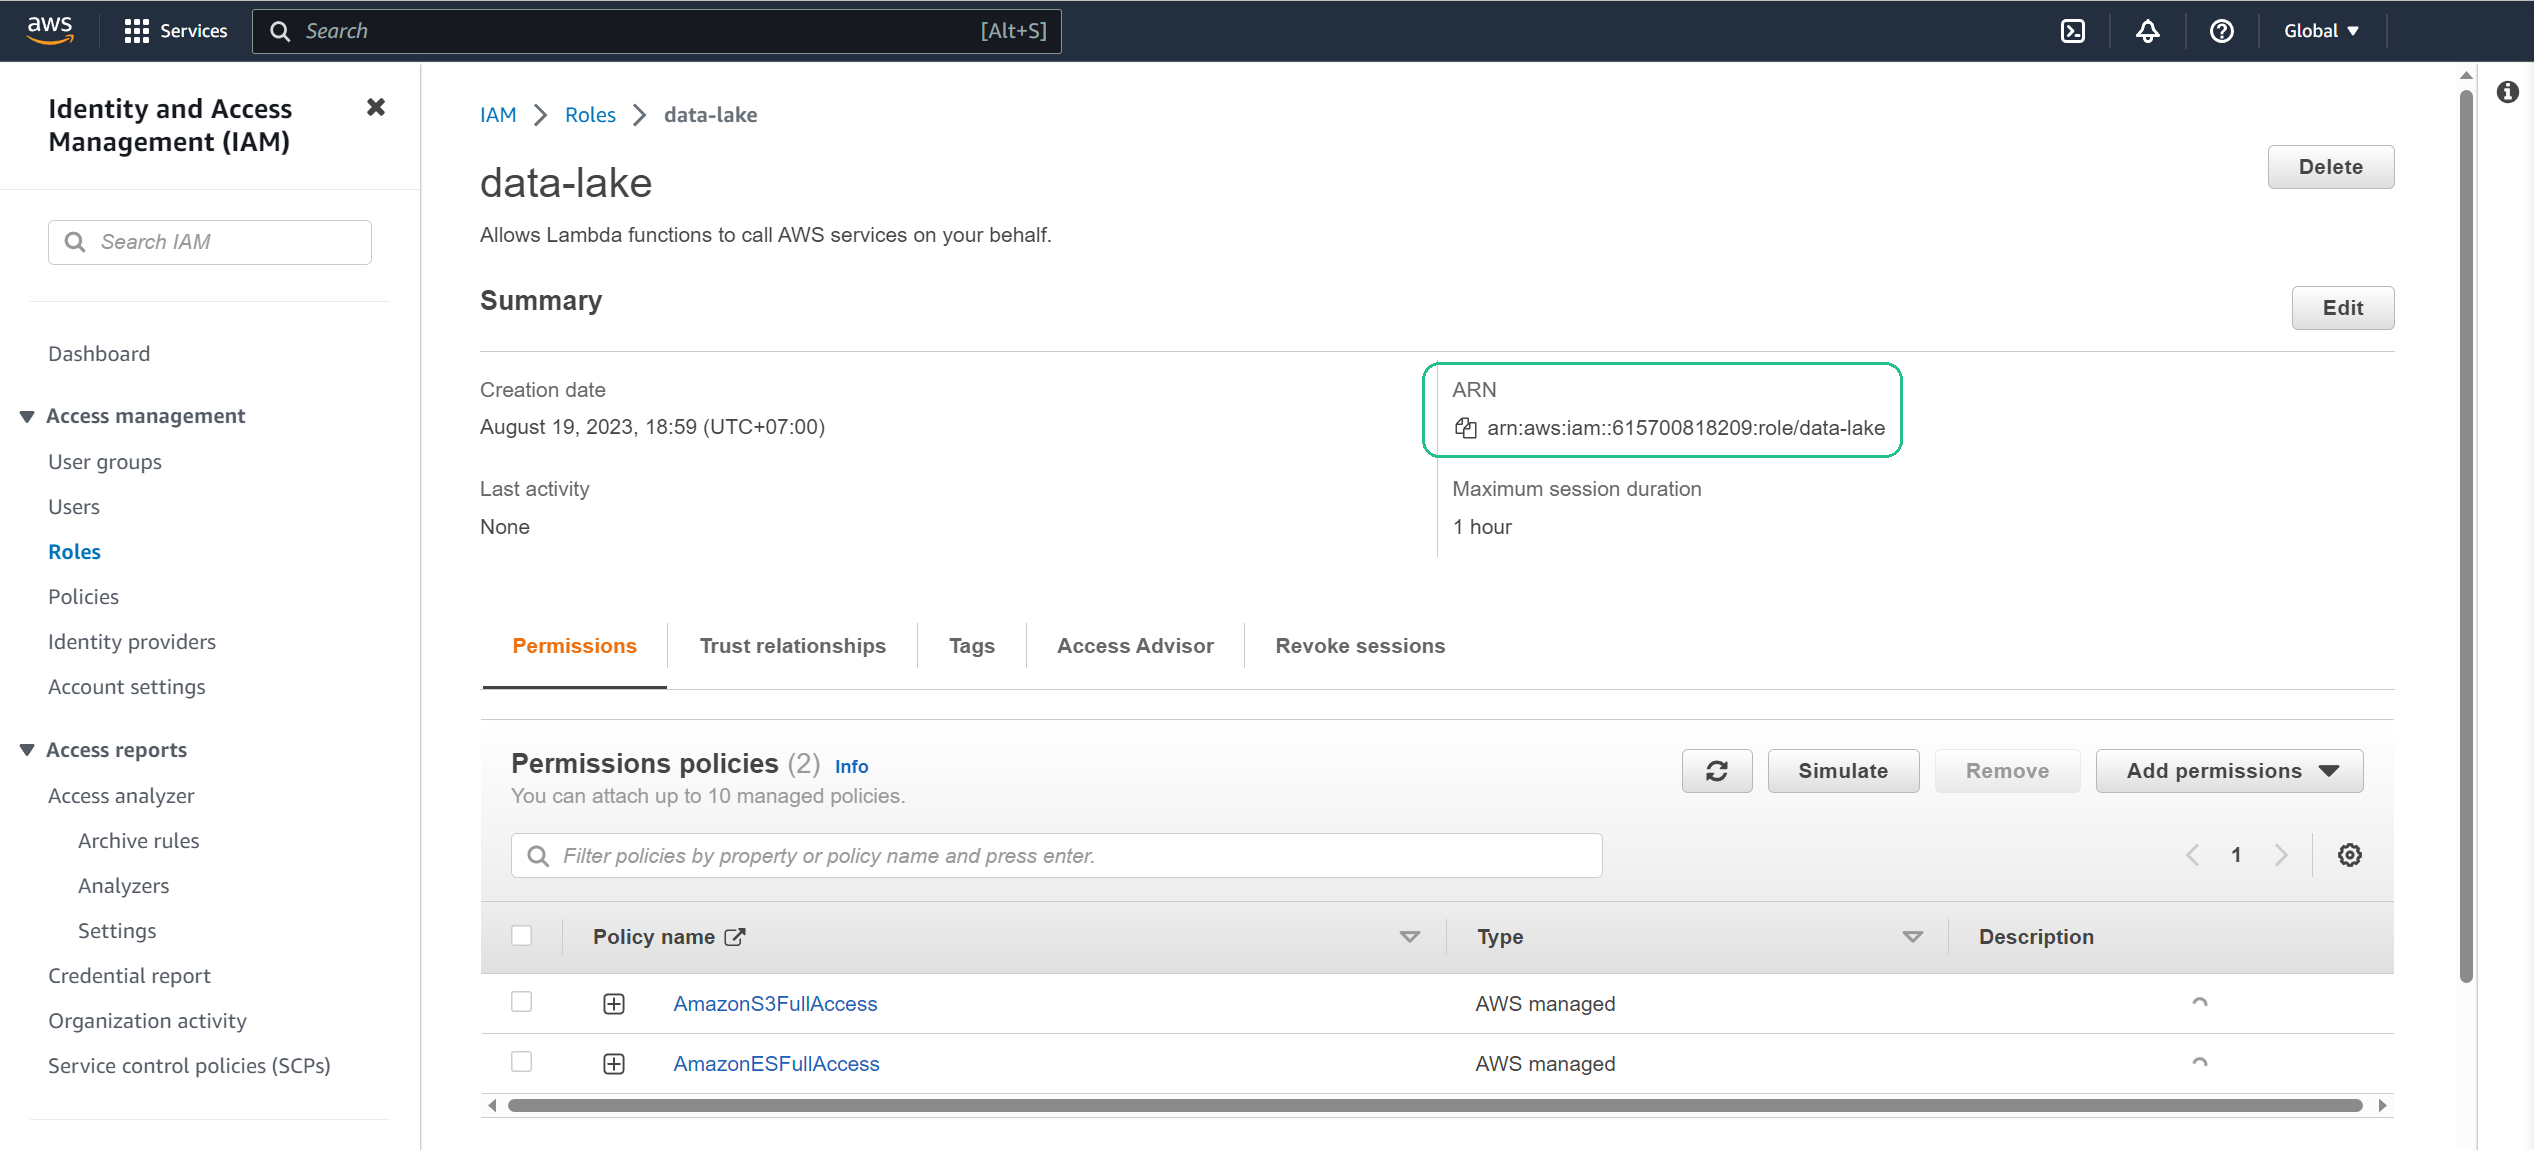 aws
Services
Search
[Alt+S]
Global
Identity and Access
Management (IAM)
Search IAM
Dashboard
Access management
User groups
Users
Roles
Policies
Identity providers
Account settings
Access reports
Access analyzer
Archive rules
Analyzers
Settings
Credential report
Organization activity
Service control policies (SCPs)
IAM
Roles
data-lake
data-lake
Delete
Allows Lambda functions to call AWS services on your behalf.
Summary
Edit
Creation date
August 19, 2023, 18:59 (UTC+07:00)
ARN
arn:aws:iam::615700818209:role/data-lake
Last activity
None
Maximum session duration
1 hour
Permissions
Trust relationships
Tags
Access Advisor
Revoke sessions
Permissions policies (2)
Info
You can attach up to 10 managed policies.
Simulate
Remove
Add permissions
Filter policies by property or policy name and press enter.
1
Policy name
Type
Description
AmazonS3FullAccess
AWS managed
AmazonESFullAccess
AWS managed